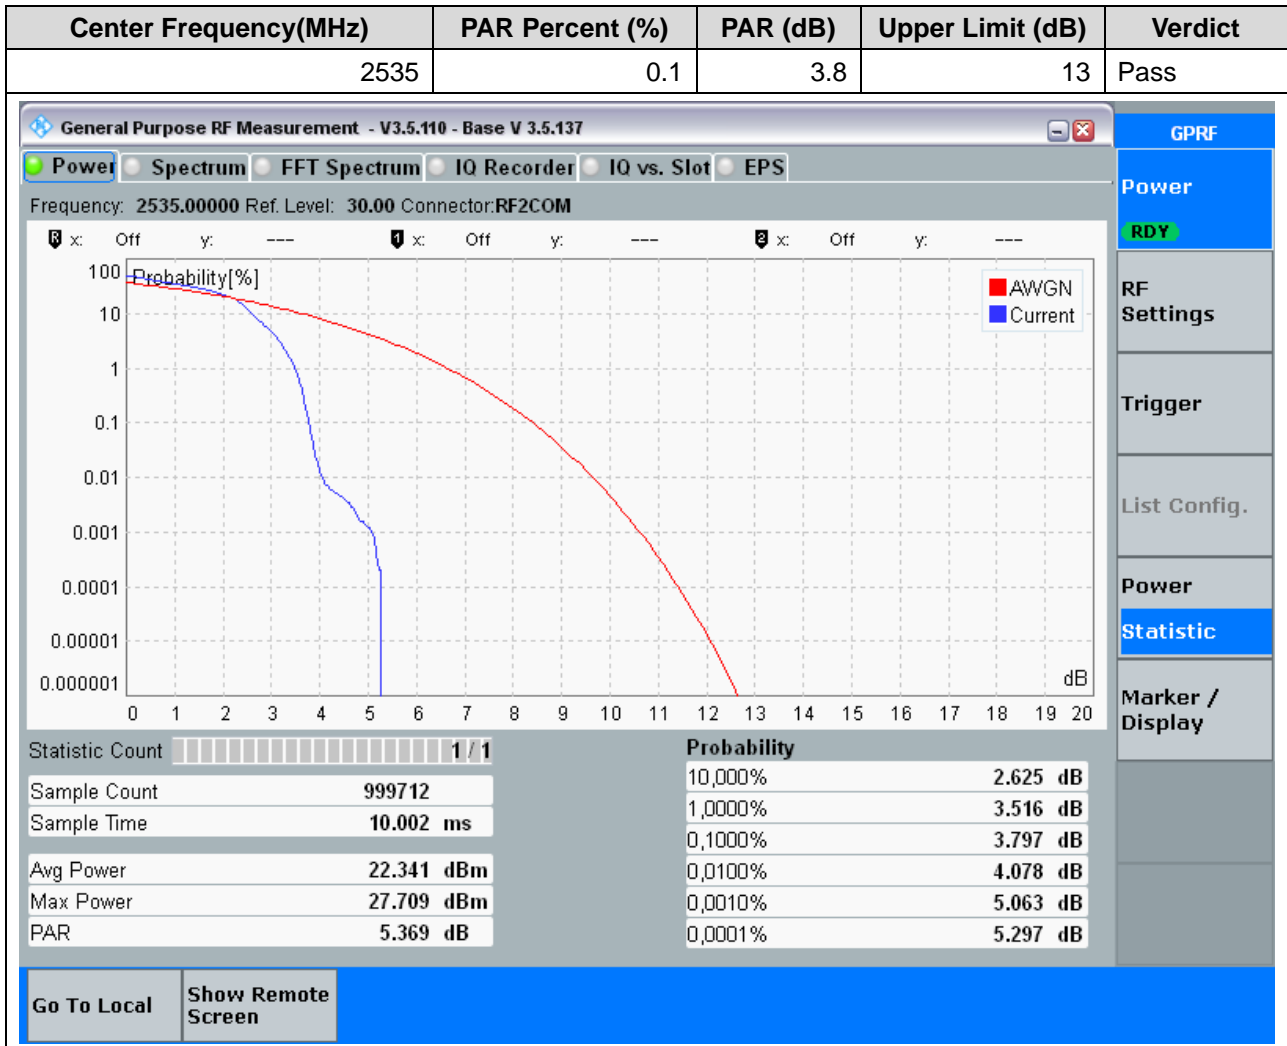 Center Frequency(MHz) PAR Percent (%) PAR (dB) Upper Limit (dB) Verdict
2535 0.1 3.8 13 Pass
General Purpose RF Measurement - V3.5.110 - Base V 3.5.137
GPRF
Power Spectrum FFT Spectrum IQ Recorder IQ vs. Slot EPS
Power
RDY
Frequency: 2535.00000 Ref. Level: 30.00 Connector:RF2COM
R x: Off y: --- 1 x: Off y: --- 2 x: Off y: ---
Probability[%]
AWGN
Current
100
10
1
0.1
0.01
0.001
0.0001
0.00001
0.000001
dB
0 1 2 3 4 5 6 7 8 9 10 11 12 13 14 15 16 17 18 19 20
RF
Settings
Trigger
List Config.
Power
Statistic
Marker /
Display
Statistic Count 1 / 1
Sample Count 999712
Sample Time 10.002 ms
Avg Power 22.341 dBm
Max Power 27.709 dBm
PAR 5.369 dB
Probability
10,000% 2.625 dB
1,0000% 3.516 dB
0,1000% 3.797 dB
0,0100% 4.078 dB
0,0010% 5.063 dB
0,0001% 5.297 dB
Go To Local
Show Remote
Screen